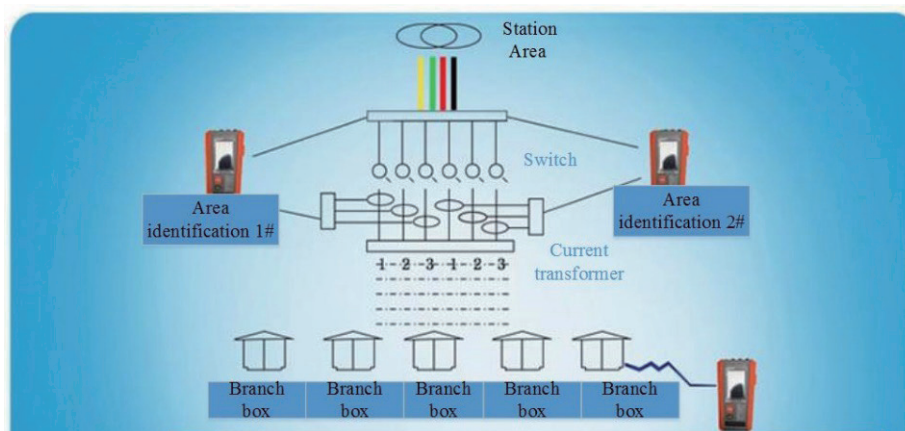 Station
Area
Switch
Area
identification 1#
Area
identification 2#
Current
transformer
1 2 3 1 2 3
Branch
box
Branch
box
Branch
box
Branch
box
Branch
box